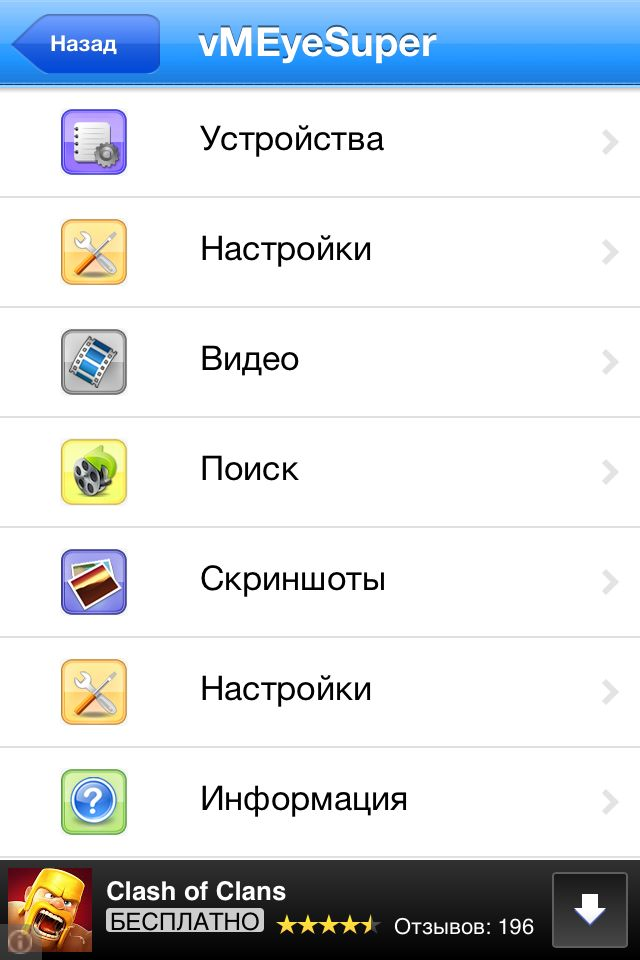 Назад
vMEyeSuper
Устройства
Настройки
Видео
Поиск
Скриншоты
Настройки
Информация
Clash of Clans
БЕСПЛАТНО
Отзывов: 196